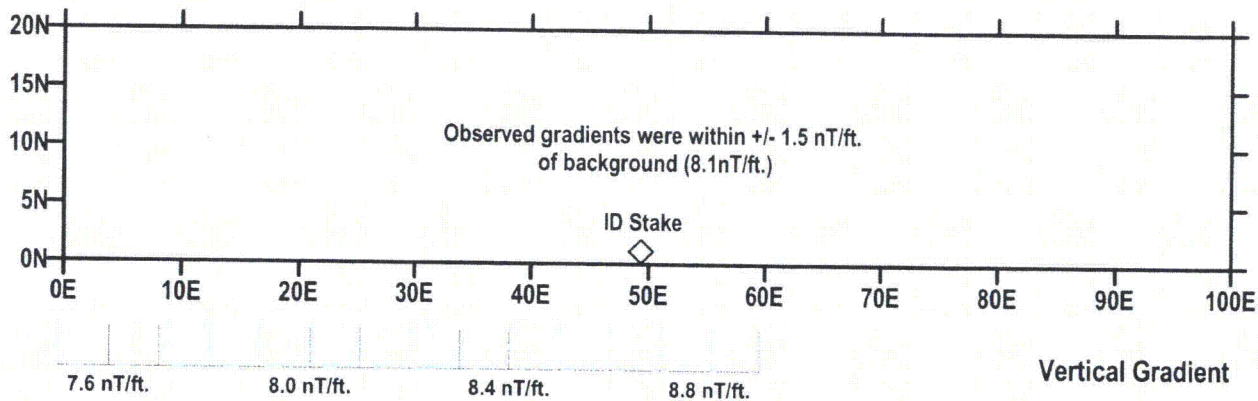 20N
15N
10N
5N
0N
Observed gradients were within +/- 1.5 nT/ft.
of background (8.1nT/ft.)
ID Stake
0E 10E 20E 30E 40E 50E 60E 70E 80E 90E 100E
7.6 nT/ft. 8.0 nT/ft. 8.4 nT/ft. 8.8 nT/ft.
Vertical Gradient